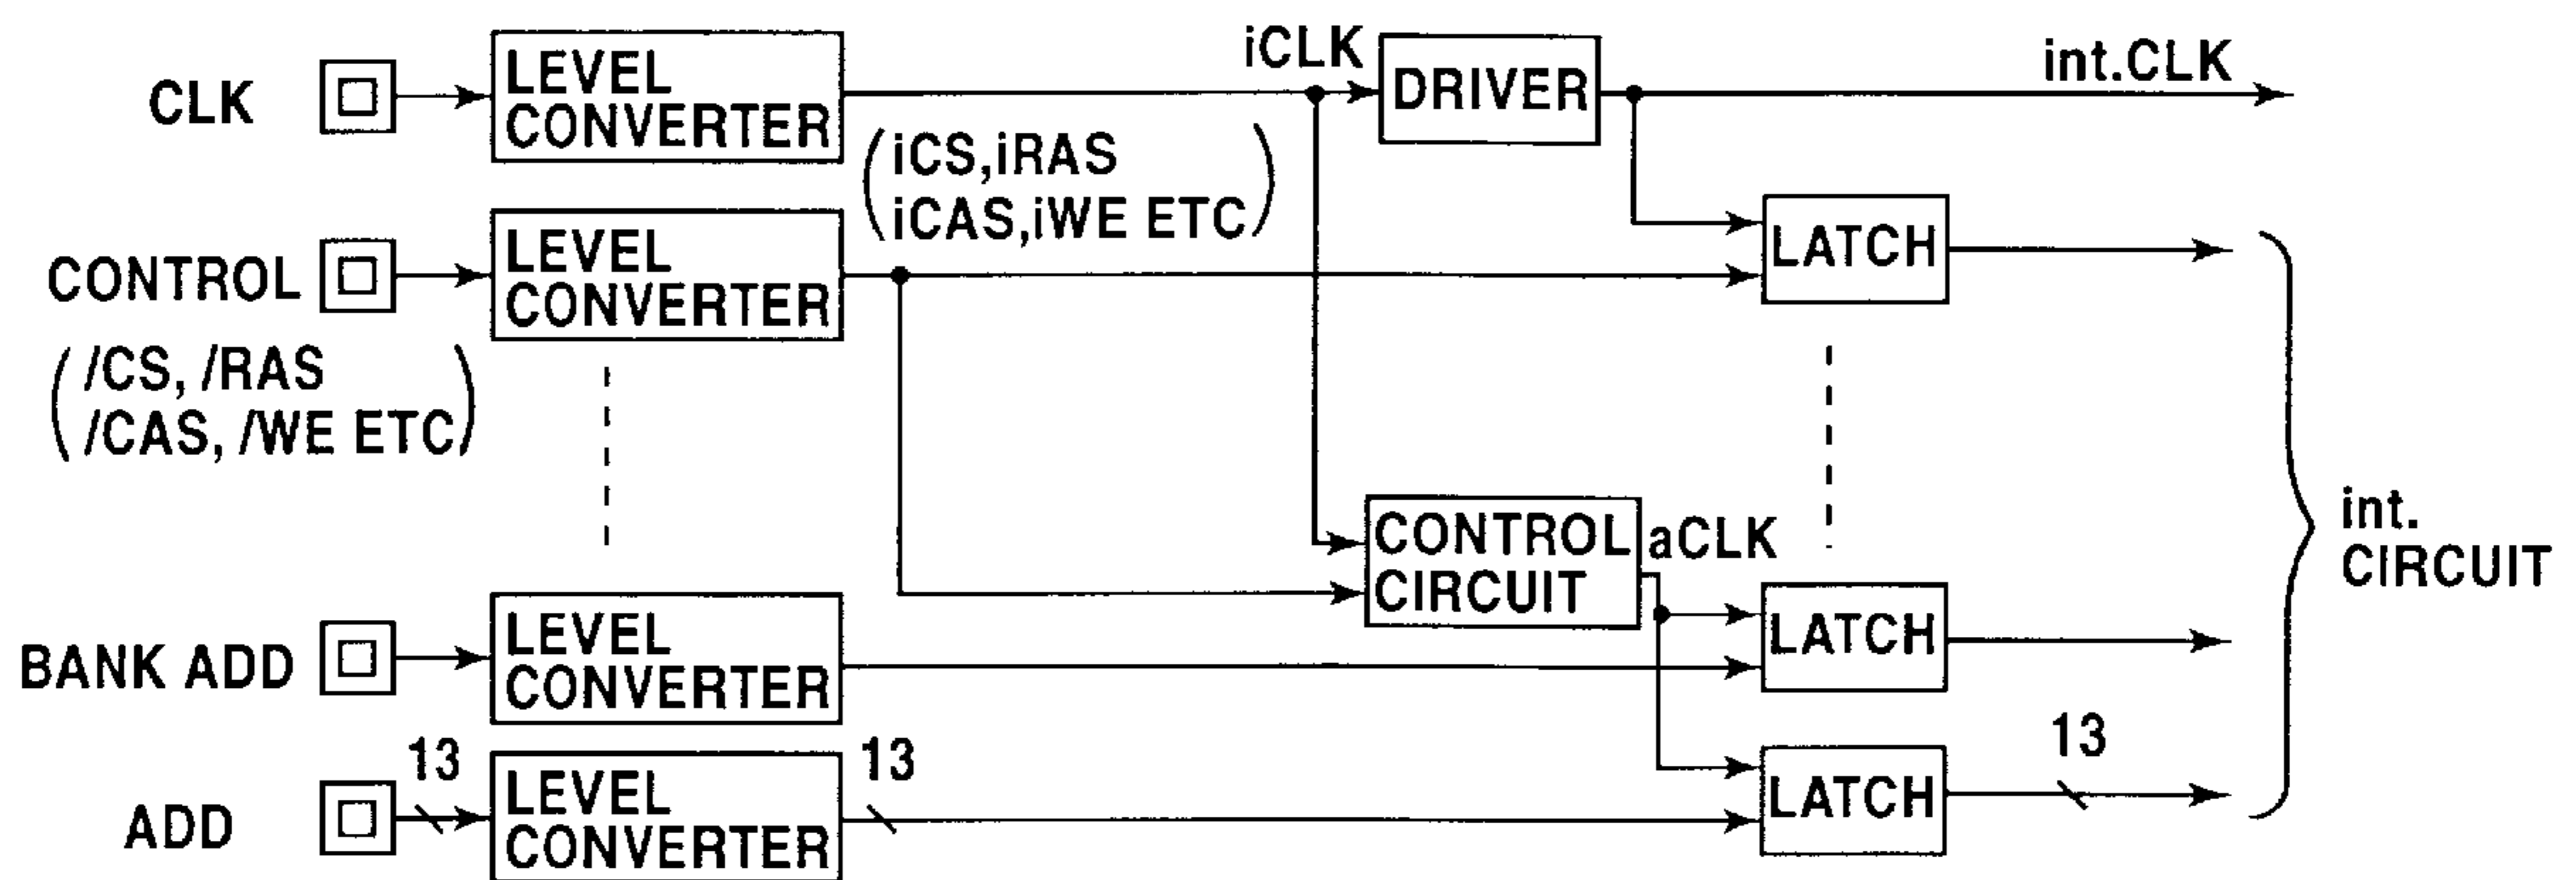 CLK
LEVEL
CONVERTER
iCLK
DRIVER
int.CLK
(iCS,iRAS
iCAS,iWE ETC)
CONTROL
LEVEL
CONVERTER
LATCH
(/CS, /RAS
/CAS, /WE ETC)
CONTROL
CIRCUIT
aCLK
int.
CIRCUIT
BANK ADD
LEVEL
CONVERTER
LATCH
ADD
13
LEVEL
CONVERTER
13
LATCH
13